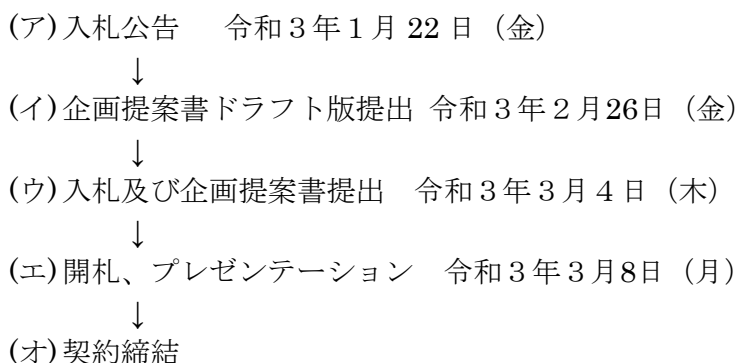 (ア) 入札公告　令和３年１月 22 日（金）
↓
(イ) 企画提案書ドラフト版提出 令和３年２月26日（金）
↓
(ウ) 入札及び企画提案書提出　令和３年３月４日（木）
↓
(エ) 開札、プレゼンテーション　令和３年３月8日（月）
↓
(オ) 契約締結